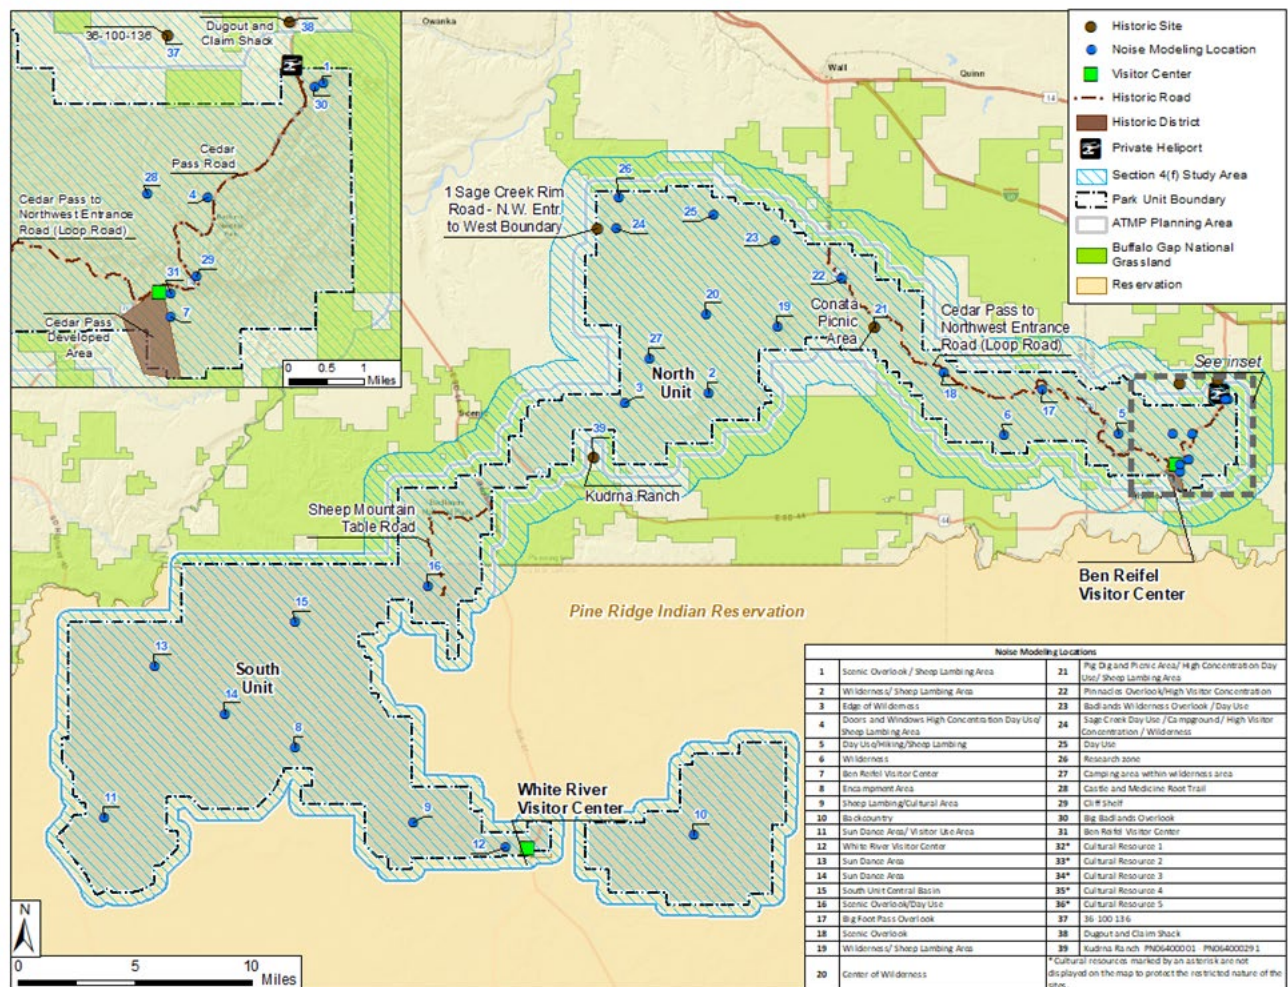 36-100-136
37
Dugout and
Claim Shack
38
1
30
Cedar
Pass Road
28
4
Cedar Pass to
Northwest Entrance
Road (Loop Road)
31
29
7
Cedar Pass
Developed
Area
0 0.5 1
Miles
Owanka
Wall
Quinn
14
1 Sage Creek Rim
Road - N.W. Entr.
to West Boundary
26
24
25
23
22
20
19
Conata
Picnic
Area
21
Cedar Pass to
Northwest Entrance
Road (Loop Road)
See inset
27
North
Unit
3
2
18
17
6
5
39
Kudrna Ranch
44
Sheep Mountain
Table Road
16
Ben Reifel
Visitor Center
Pine Ridge Indian Reservation
15
13
South
Unit
14
8
11
9
White River
Visitor Center
12
10
N
0 5 10
Miles
Historic Site
Noise Modeling Location
Visitor Center
Historic Road
Historic District
Private Heliport
Section 4(f) Study Area
Park Unit Boundary
ATMP Planning Area
Buffalo Gap National
Grassland
Reservation
Noise Modeling Locations
1 Scenic Overlook / Sheep Lambing Area
2 Wilderness/ Sheep Lambing Area
3 Edge of Wilderness
4 Doors and Windows High Concentration Day Use/
Sheep Lambing Area
5 Day Use/Hiking/Sheep Lambing
6 Wilderness
7 Ben Reifel Visitor Center
8 Encampment Area
9 Sheep Lambing/Cultural Area
10 Backcountry
11 Sun Dance Area/ Visitor Use Area
12 White River Visitor Center
13 Sun Dance Area
14 Sun Dance Area
15 South Unit Central Basin
16 Scenic Overlook/Day Use
17 Big Foot Pass Overlook
18 Scenic Overlook
19 Wilderness/ Sheep Lambing Area
20 Center of Wilderness
21 Pig Dig and Picnic Area/ High Concentration Day
Use/ Sheep Lambing Area
22 Pinnacles Overlook/High Visitor Concentration
23 Badlands Wilderness Overlook /Day Use
24 Sage Creek Day Use / Campground / High Visitor
Concentration / Wilderness
25 Day Use
26 Research zone
27 Camping area within wilderness area
28 Castle and Medicine Root Trail
29 Cliff Shelf
30 Big Badlands Overlook
31 Ben Reifel Visitor Center
32* Cultural Resource 1
33* Cultural Resource 2
34* Cultural Resource 3
35* Cultural Resource 4
36* Cultural Resource 5
37 36 100 136
38 Dugout and Claim Shack
39 Kudrna Ranch PN06400001 - PN064000291
*Cultural resources marked by an asterisk are not
displayed on the map to protect the restricted nature of the
sites.